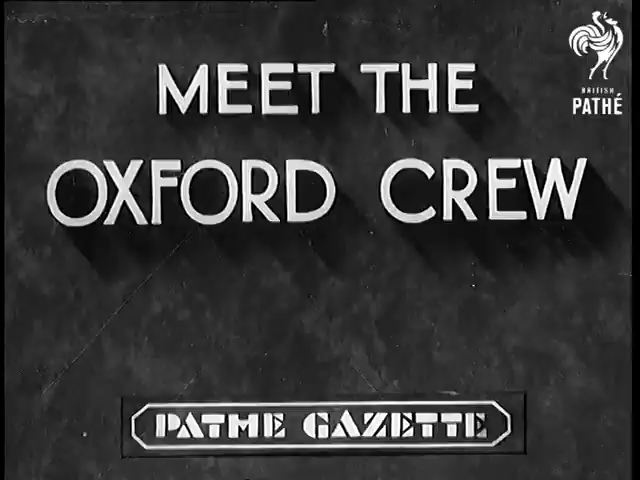 MEET THE
OXFORD CREW
BRITISH
PATHÉ
PATHE GAZETTE